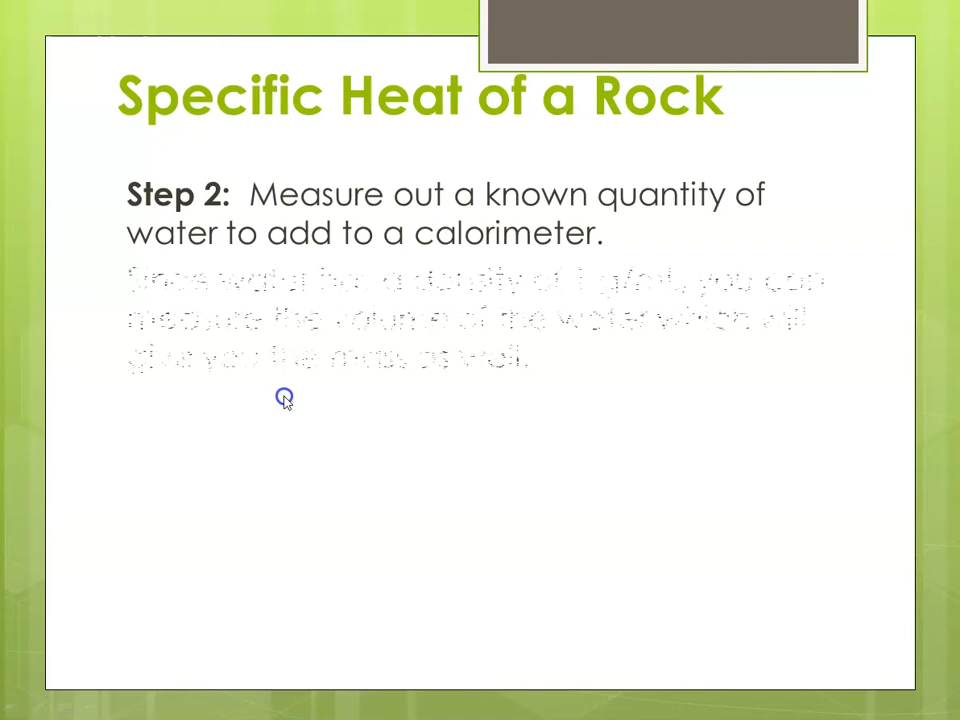 Specific Heat of a Rock
Step 2: Measure out a known quantity of
water to add to a calorimeter.
Since water has a density of 1 g/mL, you can
measure the volume of the water which will
give you the mass as well.